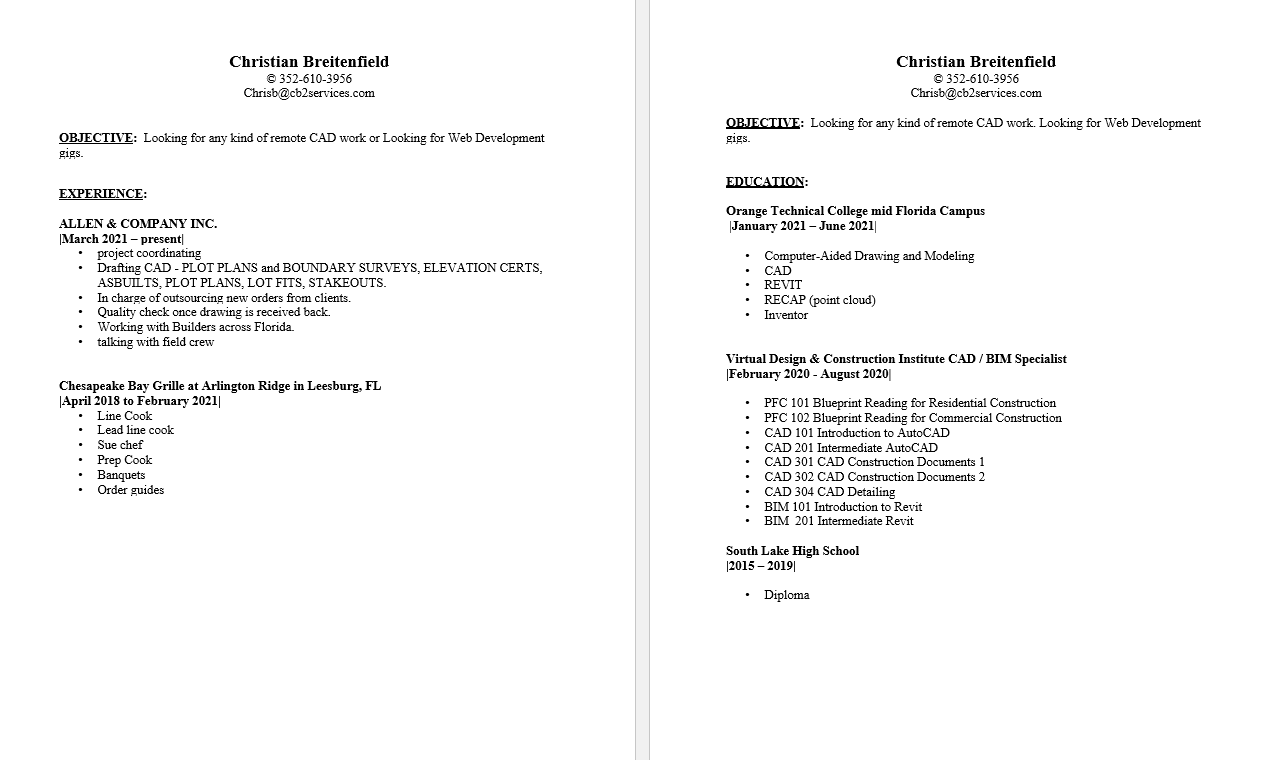 Christian Breitenfield
© 352-610-3956
Chrisb@cb2services.com
OBJECTIVE:  Looking for any kind of remote CAD work or Looking for Web Development
gigs.
EXPERIENCE:
ALLEN & COMPANY INC.
|March 2021 – present|
• project coordinating
• Drafting CAD - PLOT PLANS and BOUNDARY SURVEYS, ELEVATION CERTS,
ASBUILTS, PLOT PLANS, LOT FITS, STAKEOUTS.
• In charge of outsourcing new orders from clients.
• Quality check once drawing is received back.
• Working with Builders across Florida.
• talking with field crew
Chesapeake Bay Grille at Arlington Ridge in Leesburg, FL
|April 2018 to February 2021|
• Line Cook
• Lead line cook
• Sue chef
• Prep Cook
• Banquets
• Order guides
Christian Breitenfield
© 352-610-3956
Chrisb@cb2services.com
OBJECTIVE:  Looking for any kind of remote CAD work. Looking for Web Development
gigs.
EDUCATION:
Orange Technical College mid Florida Campus
|January 2021 – June 2021|
• Computer-Aided Drawing and Modeling
• CAD
• REVIT
• RECAP (point cloud)
• Inventor
Virtual Design & Construction Institute CAD / BIM Specialist
|February 2020 - August 2020|
• PFC 101 Blueprint Reading for Residential Construction
• PFC 102 Blueprint Reading for Commercial Construction
• CAD 101 Introduction to AutoCAD
• CAD 201 Intermediate AutoCAD
• CAD 301 CAD Construction Documents 1
• CAD 302 CAD Construction Documents 2
• CAD 304 CAD Detailing
• BIM 101 Introduction to Revit
• BIM  201 Intermediate Revit
South Lake High School
|2015 – 2019|
• Diploma